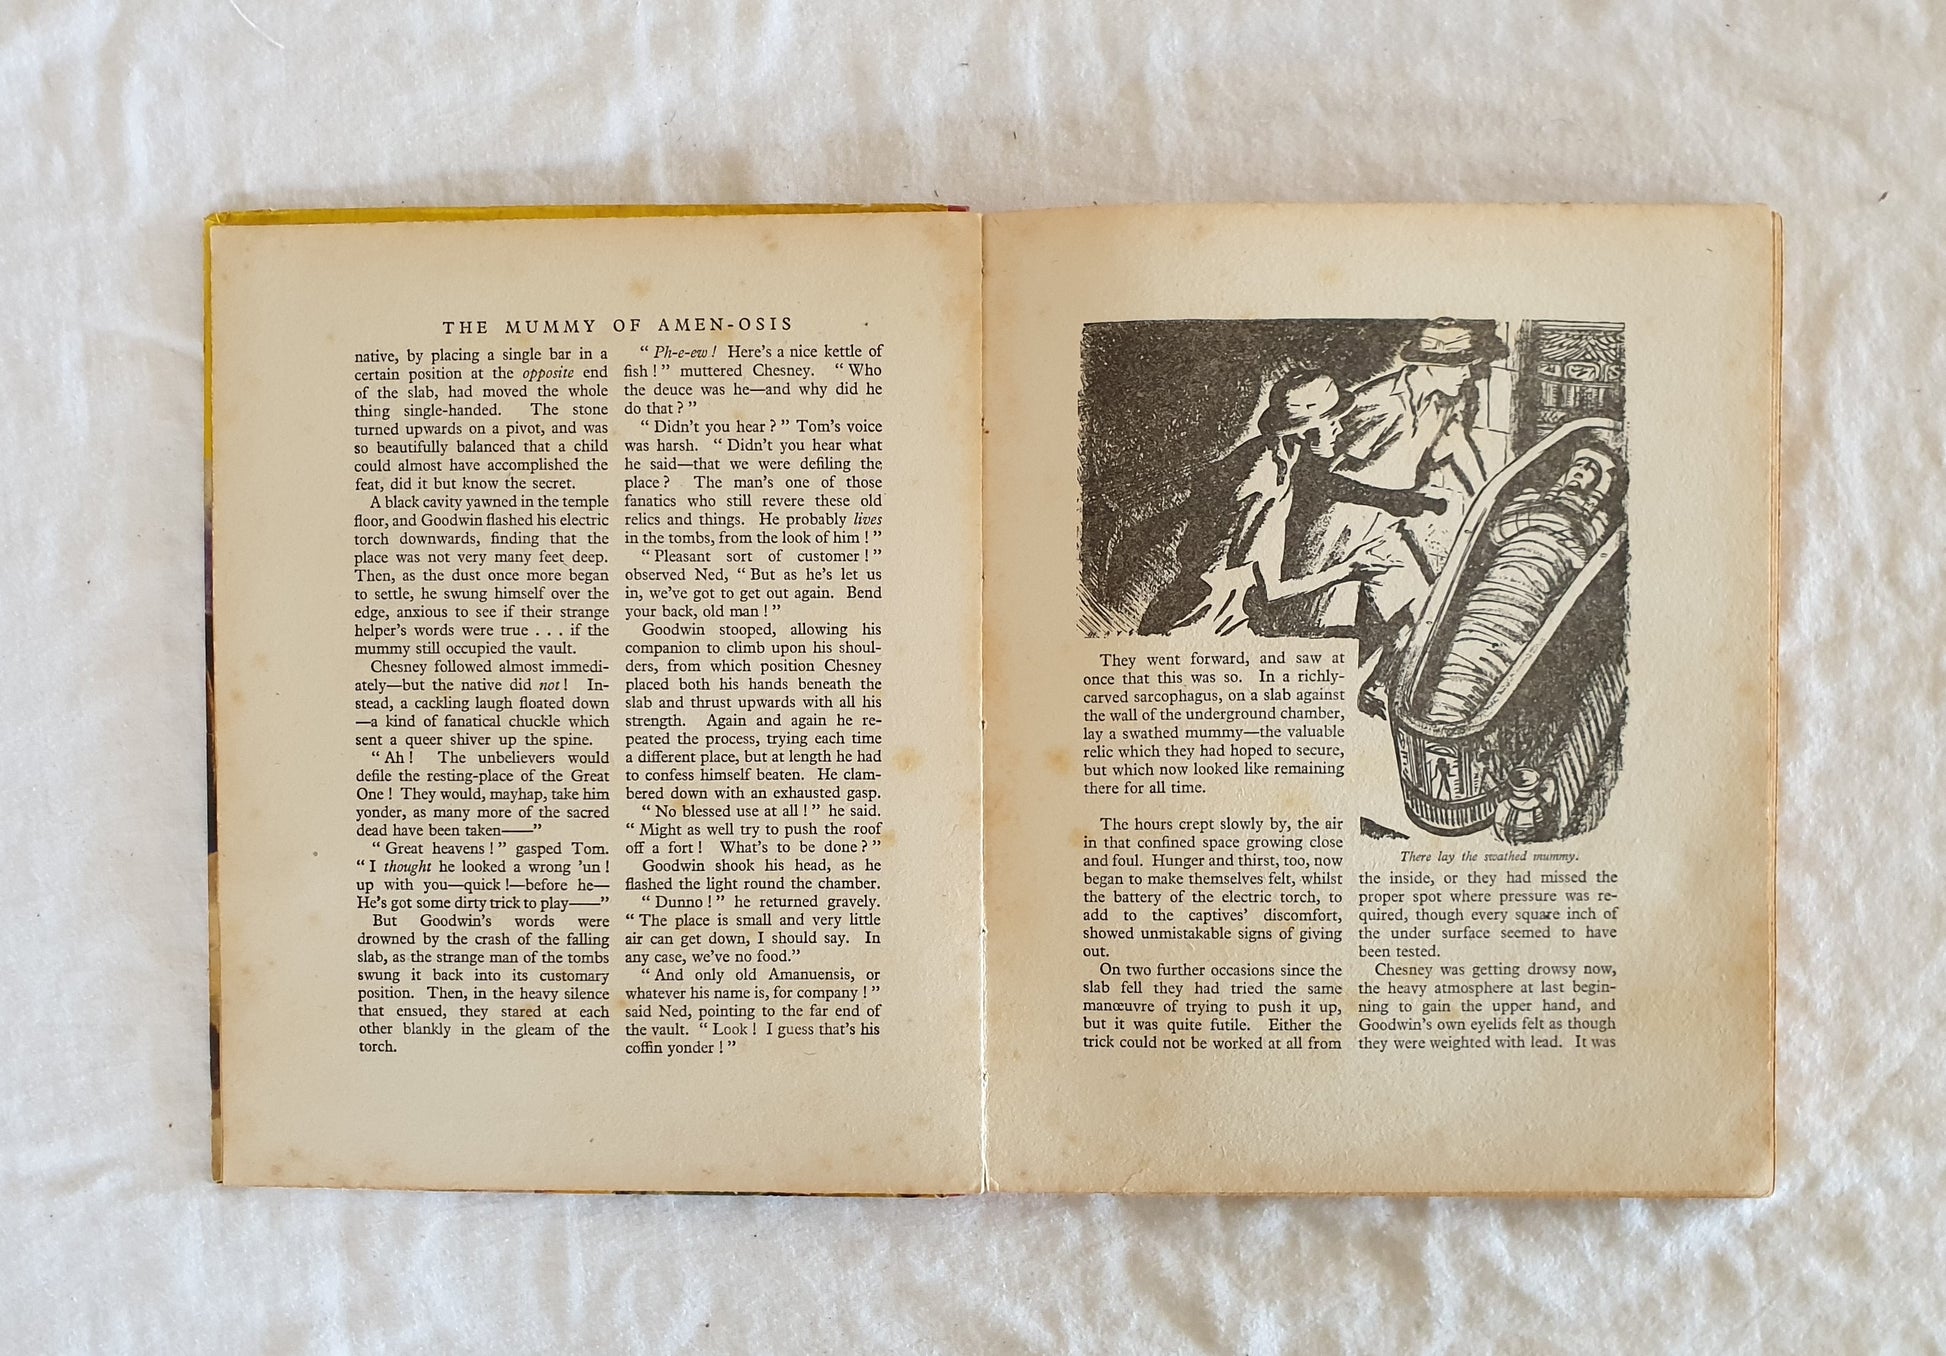 THE MUMMY OF AMEN-OSIS
native, by placing a single bar in a
certain position at the opposite end
of the slab, had moved the whole
thing single-handed. The stone
turned upwards on a pivot, and was
so beautifully balanced that a child
could almost have accomplished the
feat, did it but know the secret.
A black cavity yawned in the temple
floor, and Goodwin flashed his electric
torch downwards, finding that the
place was not very many feet deep.
Then, as the dust once more began
to settle, he swung himself over the
edge, anxious to see if their strange
helper's words were true . . . if the
mummy still occupied the vault.
Chesney followed almost immedi-
ately—but the native did not! In-
stead, a cackling laugh floated down
—a kind of fanatical chuckle which
sent a queer shiver up the spine.
"Ah! The unbelievers would
defile the resting-place of the Great
One! They would, mayhap, take him
yonder, as many more of the sacred
dead have been taken——"
"Great heavens!" gasped Tom.
"I thought he looked a wrong 'un!
up with you—quick!—before he—
He's got some dirty trick to play——"
But Goodwin's words were
drowned by the crash of the falling
slab, as the strange man of the tombs
swung it back into its customary
position. Then, in the heavy silence
that ensued, they stared at each
other blankly in the gleam of the
torch.
"Ph-e-ew! Here's a nice kettle of
fish!" muttered Chesney. "Who
the deuce was he—and why did he
do that?"
"Didn't you hear?" Tom's voice
was harsh. "Didn't you hear what
he said—that we were defiling the
place? The man's one of those
fanatics who still revere these old
relics and things. He probably lives
in the tombs, from the look of him!"
"Pleasant sort of customer!"
observed Ned, "But as he's let us
in, we've got to get out again. Bend
your back, old man!"
Goodwin stooped, allowing his
companion to climb upon his shoul-
ders, from which position Chesney
placed both his hands beneath the
slab and thrust upwards with all his
strength. Again and again he re-
peated the process, trying each time
a different place, but at length he had
to confess himself beaten. He clam-
bered down with an exhausted gasp.
"No blessed use at all!" he said.
"Might as well try to push the roof
off a fort! What's to be done?"
Goodwin shook his head, as he
flashed the light round the chamber.
"Dunno!" he returned gravely.
"The place is small and very little
air can get down, I should say. In
any case, we've no food."
"And only old Amanuensis, or
whatever his name is, for company!"
said Ned, pointing to the far end of
the vault. "Look! I guess that's his
coffin yonder!"
They went forward, and saw at
once that this was so. In a richly-
carved sarcophagus, on a slab against
the wall of the underground chamber,
lay a swathed mummy—the valuable
relic which they had hoped to secure,
but which now looked like remaining
there for all time.
The hours crept slowly by, the air
in that confined space growing close
and foul. Hunger and thirst, too, now
began to make themselves felt, whilst
the battery of the electric torch, to
add to the captives' discomfort,
showed unmistakable signs of giving
out.
On two further occasions since the
slab fell they had tried the same
manœuvre of trying to push it up,
but it was quite futile. Either the
trick could not be worked at all from
There lay the swathed mummy.
the inside, or they had missed the
proper spot where pressure was re-
quired, though every square inch of
the under surface seemed to have
been tested.
Chesney was getting drowsy now,
the heavy atmosphere at last begin-
ning to gain the upper hand, and
Goodwin's own eyelids felt as though
they were weighted with lead. It was